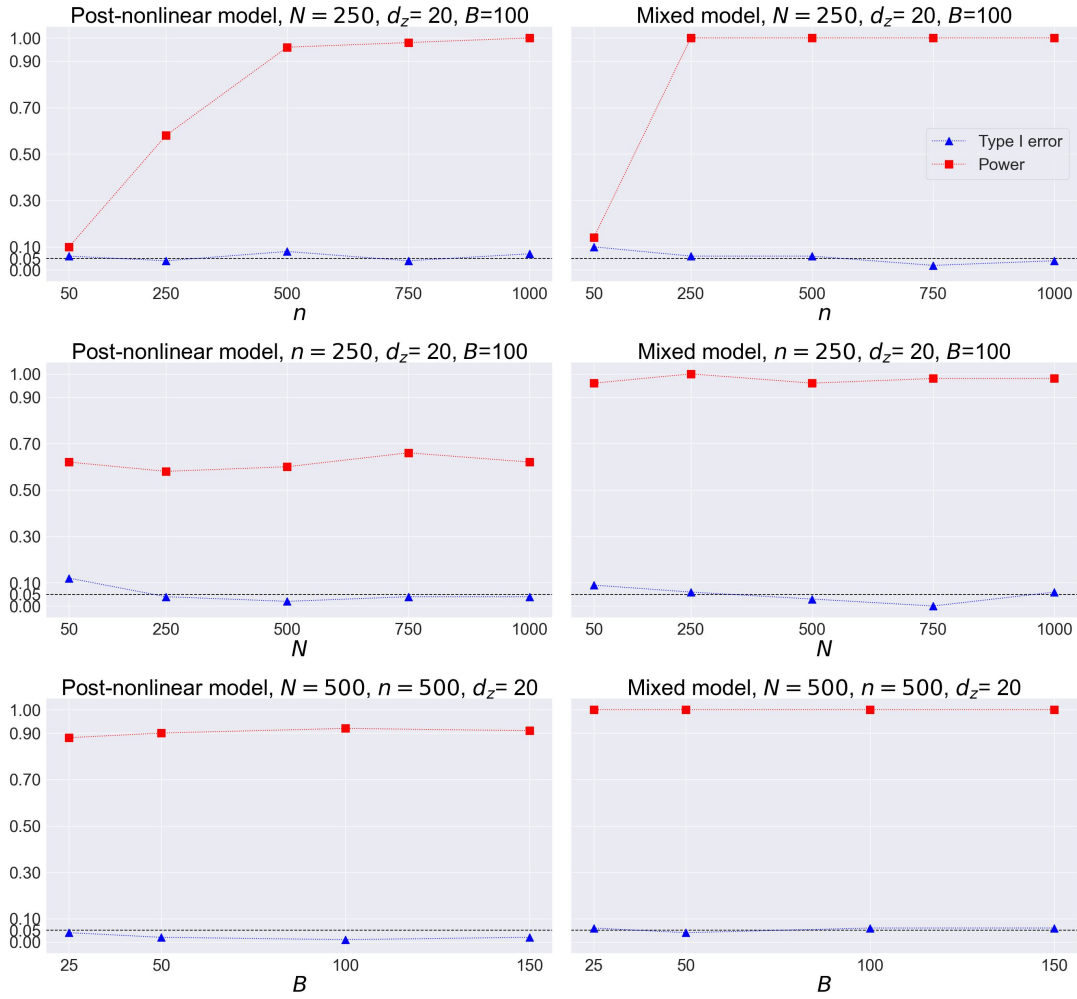 Post-nonlinear model, N = 250, d_z= 20, B=100
1.00
0.90
0.70
0.50
0.30
0.10
0.05
0.00
50 250 500 750 1000
n
Mixed model, N = 250, d_z= 20, B=100
Type I error
Power
50 250 500 750 1000
n
Post-nonlinear model, n = 250, d_z= 20, B=100
1.00
0.90
0.70
0.50
0.30
0.10
0.05
0.00
50 250 500 750 1000
N
Mixed model, n = 250, d_z= 20, B=100
50 250 500 750 1000
N
Post-nonlinear model, N = 500, n = 500, d_z= 20
1.00
0.90
0.70
0.50
0.30
0.10
0.05
0.00
25 50 100 150
B
Mixed model, N = 500, n = 500, d_z= 20
25 50 100 150
B